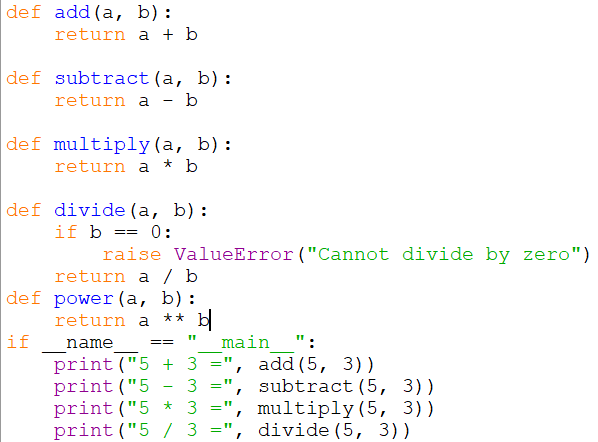 def add(a, b):
    return a + b

def subtract(a, b):
    return a - b

def multiply(a, b):
    return a * b

def divide(a, b):
    if b == 0:
        raise ValueError("Cannot divide by zero")
    return a / b
def power(a, b):
    return a ** b
if __name__ == "__main__":
    print("5 + 3 =", add(5, 3))
    print("5 - 3 =", subtract(5, 3))
    print("5 * 3 =", multiply(5, 3))
    print("5 / 3 =", divide(5, 3))